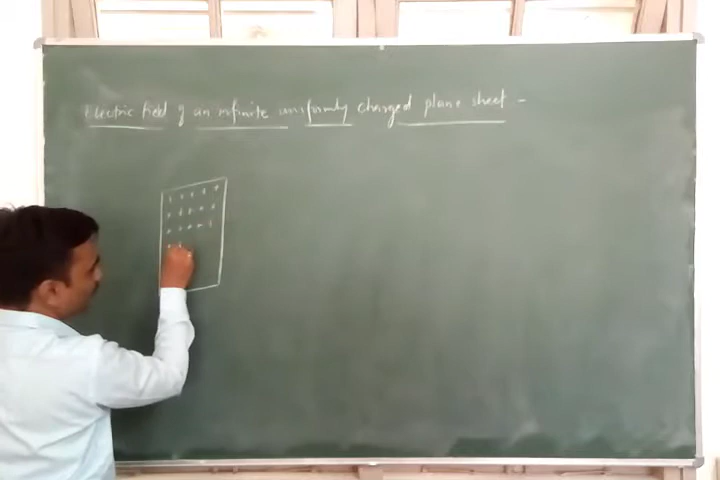 Electric field of an infinite uniformly charged plane sheet -
+ + + + +
+ + + + +
+ + + + +
+ +